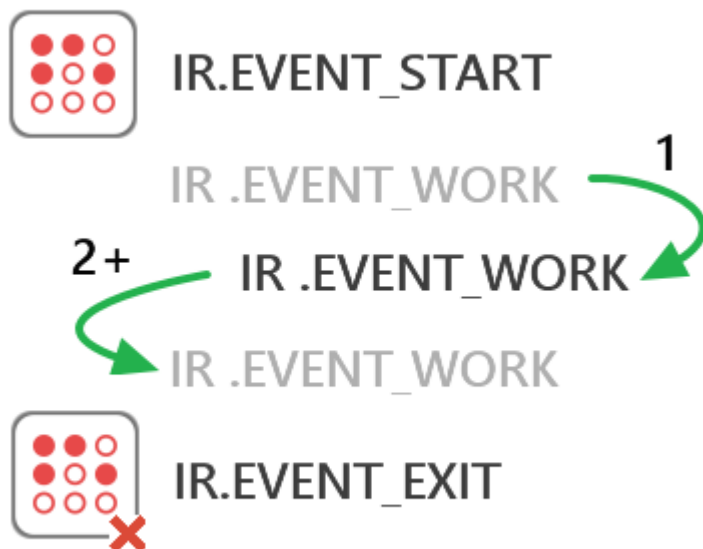 IR.EVENT_START
IR .EVENT_WORK
1
2+
IR .EVENT_WORK
IR .EVENT_WORK
IR.EVENT_EXIT